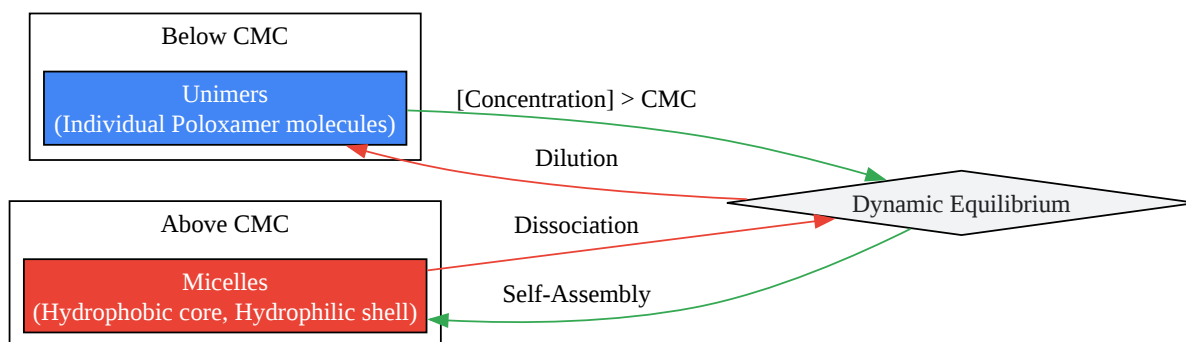 Below CMC
Unimers
(Individual Poloxamer molecules)
[Concentration] > CMC
Dilution
Dynamic Equilibrium
Above CMC
Dissociation
Micelles
(Hydrophobic core, Hydrophilic shell)
Self-Assembly